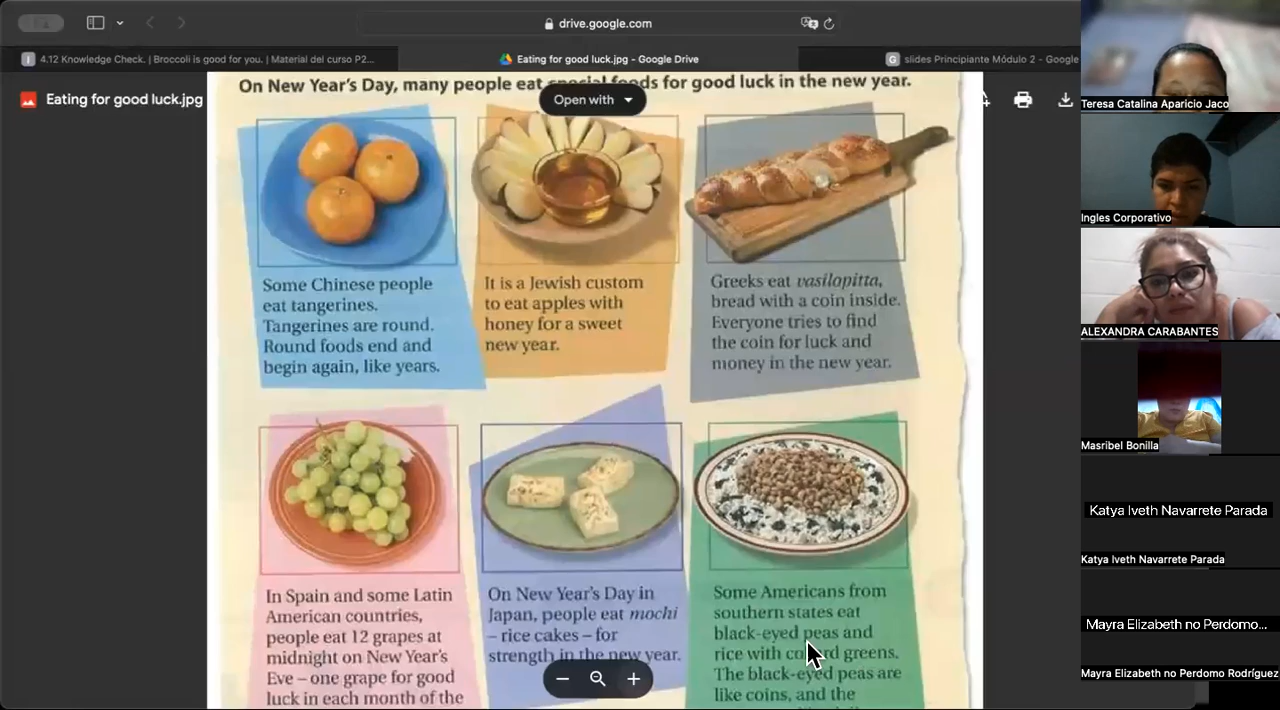 drive.google.com
4.12 Knowledge Check. | Broccoli is good for you. | Material del curso P2...
Eating for good luck.jpg - Google Drive
slides Principiante Módulo 2 - Google
Eating for good luck.jpg
Open with
On New Year's Day, many people eat special foods for good luck in the new year.
Some Chinese people
eat tangerines.
Tangerines are round.
Round foods end and
begin again, like years.
It is a Jewish custom
to eat apples with
honey for a sweet
new year.
Greeks eat vasilopitta,
bread with a coin inside.
Everyone tries to find
the coin for luck and
money in the new year.
In Spain and some Latin
American countries,
people eat 12 grapes at
midnight on New Year's
Eve – one grape for good
luck in each month of the
On New Year's Day in
Japan, people eat mochi
– rice cakes – for
strength in the new year.
Some Americans from
southern states eat
black-eyed peas and
rice with collard greens.
The black-eyed peas are
like coins, and the
Teresa Catalina Aparicio Jaco
Ingles Corporativo
ALEXANDRA CARABANTES
Masribel Bonilla
Katya Iveth Navarrete Parada
Katya Iveth Navarrete Parada
Mayra Elizabeth no Perdomo...
Mayra Elizabeth no Perdomo Rodríguez